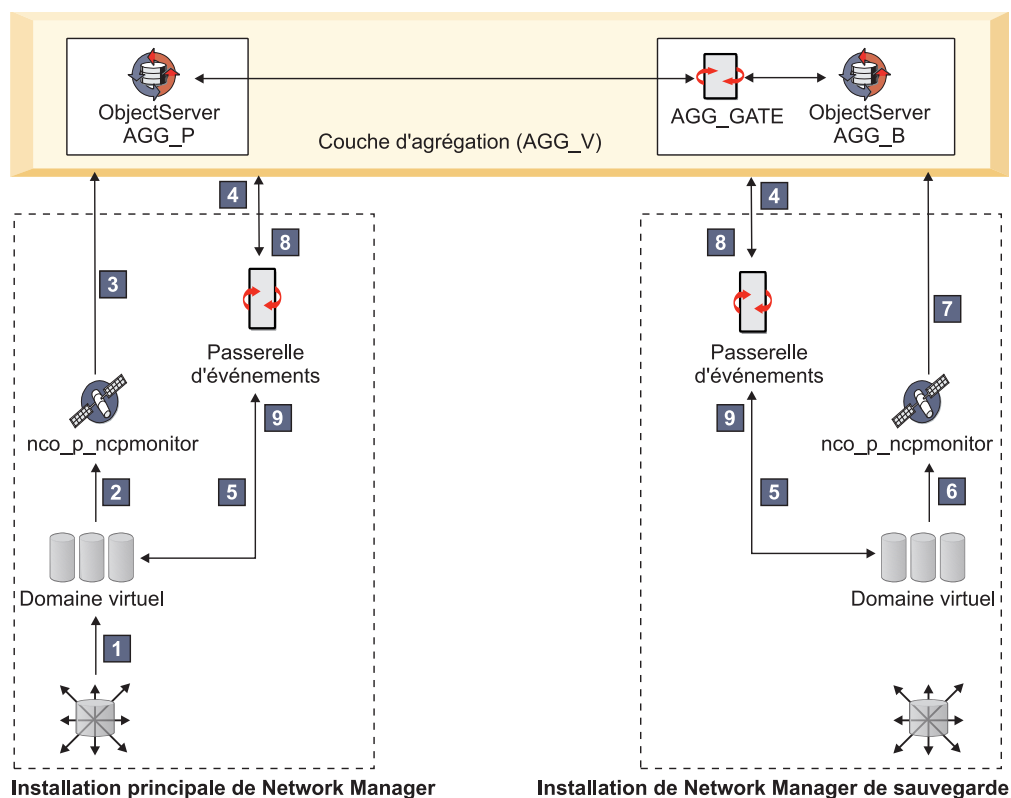 ObjectServer
AGG_P
AGG_GATE
ObjectServer
AGG_B
Couche d'agrégation (AGG_V)
4
8
3
Passerelle
d'événements
9
nco_p_ncpmonitor
2
5
Domaine virtuel
1
Installation principale de Network Manager
4
8
7
Passerelle
d'événements
9
nco_p_ncpmonitor
5
6
Domaine virtuel
Installation de Network Manager de sauvegarde